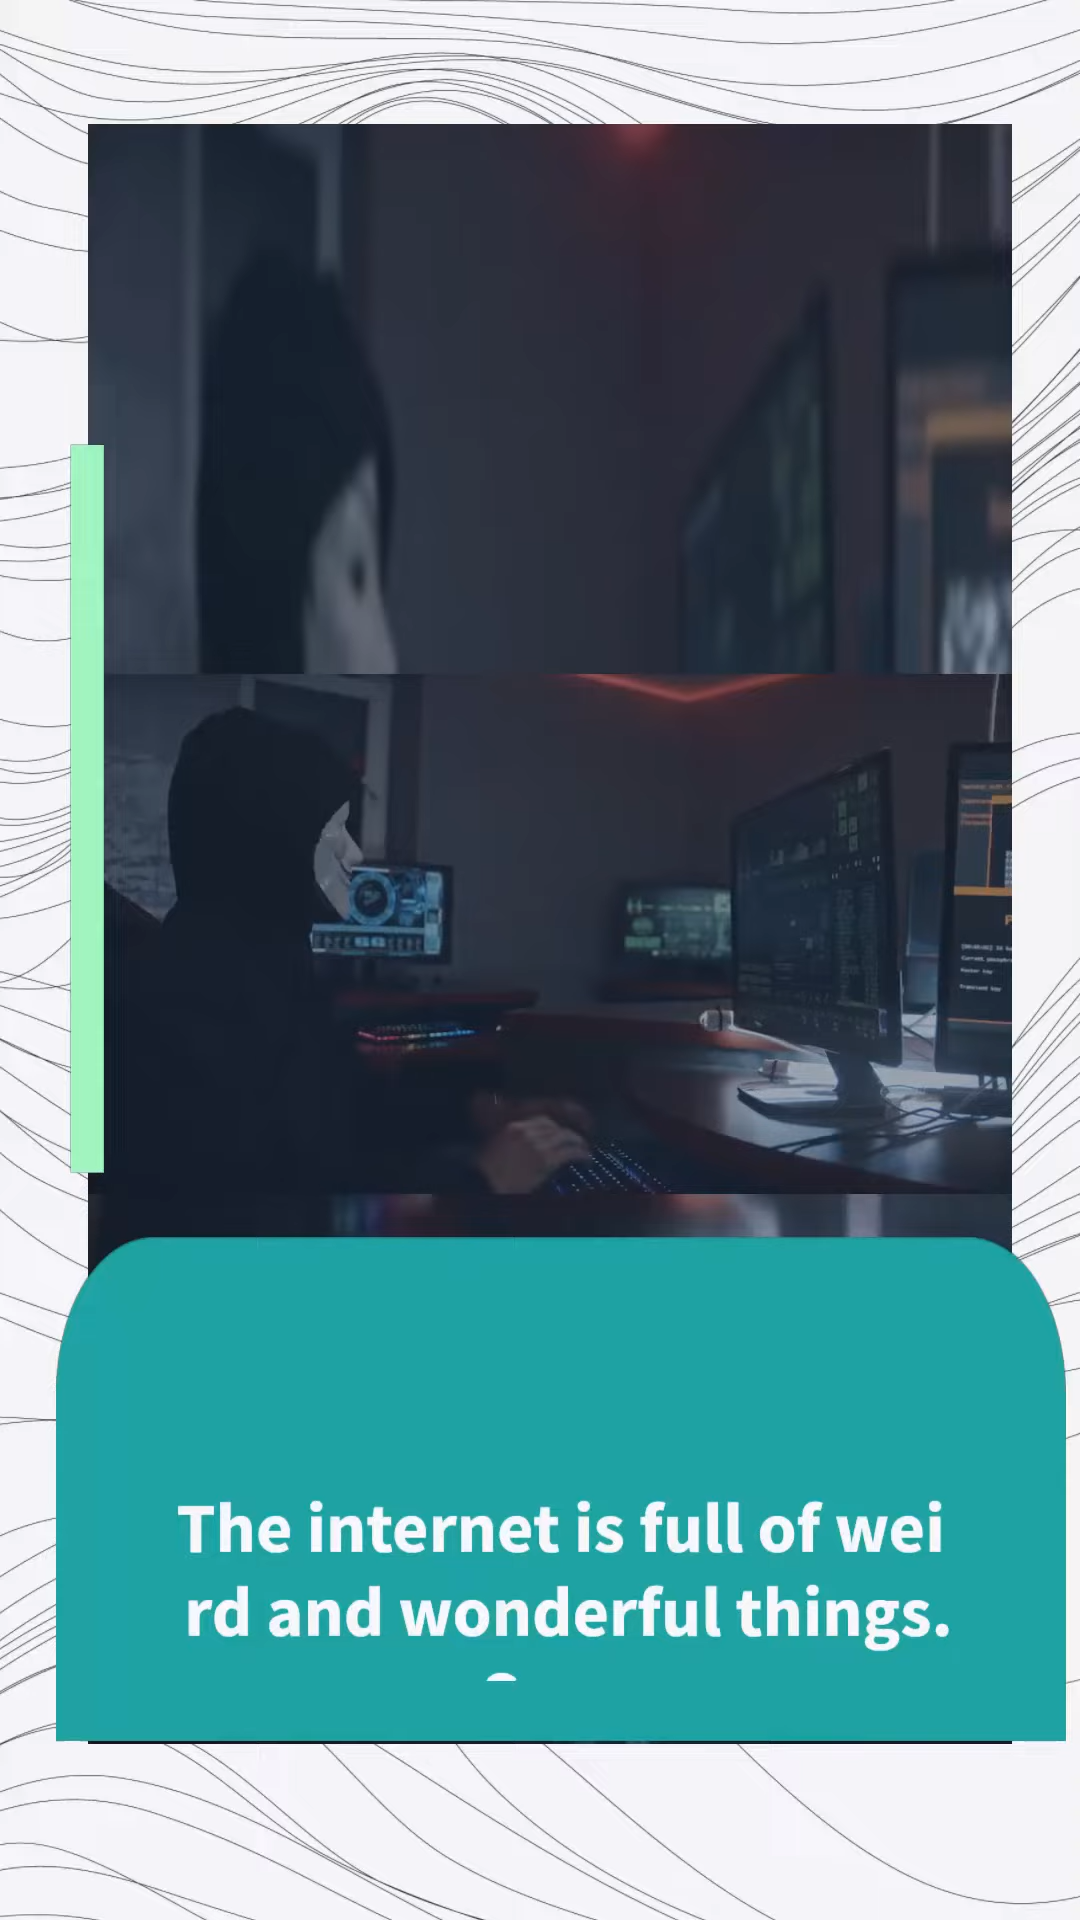 The internet is full of wei
rd and wonderful things.